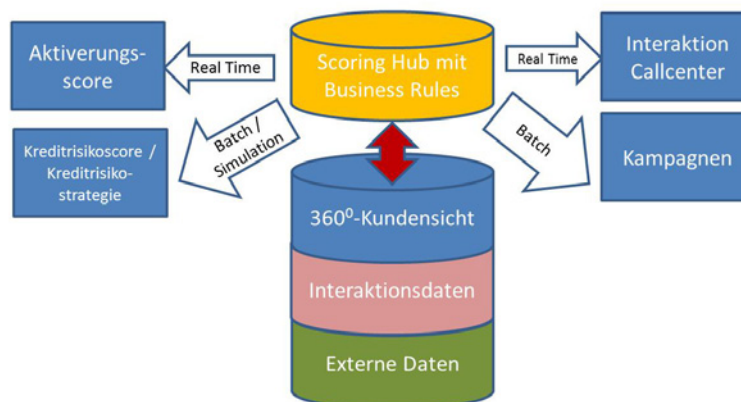 Aktiverungs-
score
Real Time
Scoring Hub mit
Business Rules
Real Time
Interaktion
Callcenter
Kreditrisikoscore /
Kreditrisiko-
strategie
Batch /
Simulation
Batch
Kampagnen
360⁰-Kundensicht
Interaktionsdaten
Externe Daten